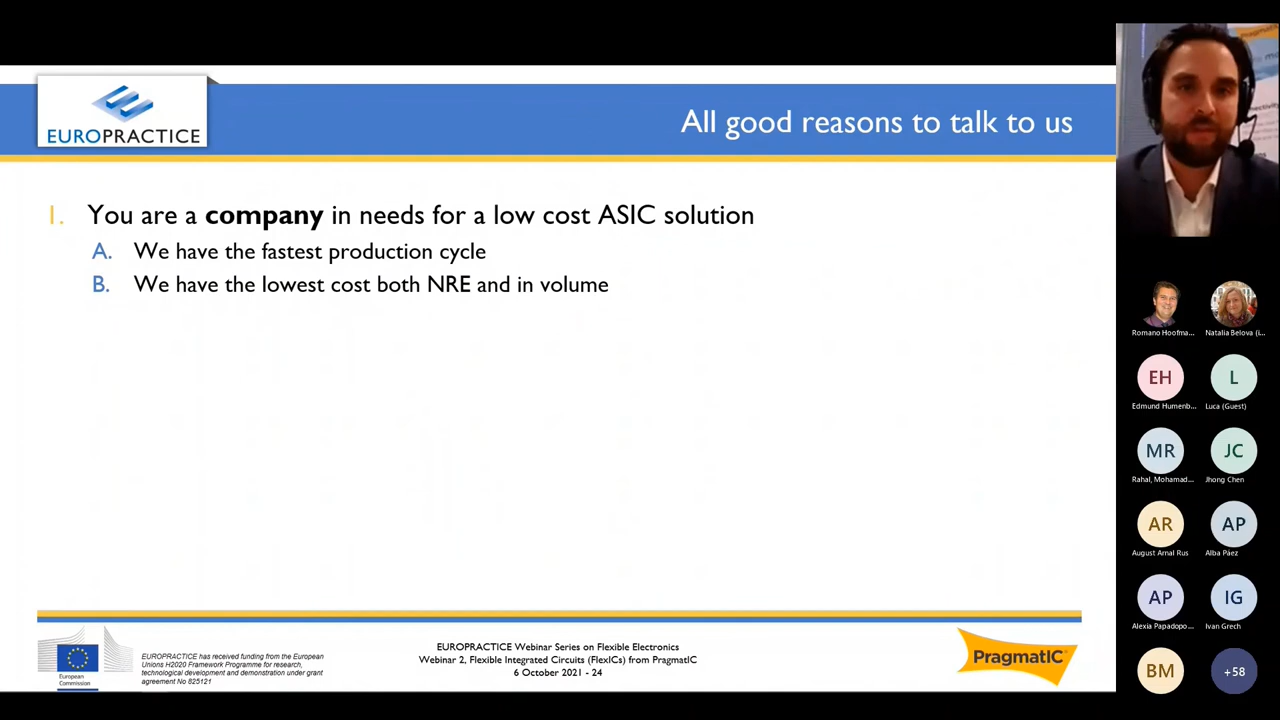 EUROPRACTICE
All good reasons to talk to us
1. You are a company in needs for a low cost ASIC solution
A. We have the fastest production cycle
B. We have the lowest cost both NRE and in volume
European
Commission
EUROPRACTICE has received funding from the European
Unions H2020 Framework Programme for research,
technological development and demonstration under grant
agreement No 825121
EUROPRACTICE Webinar Series on Flexible Electronics
Webinar 2, Flexible Integrated Circuits (FlexICs) from PragmatIC
6 October 2021 - 24
PragmatIC
Romano Hoofma...
Natalia Belova (i...
EH
L
Edmund Humenb...
Luca (Guest)
MR
JC
Rahal, Mohamad...
Jhong Chen
AR
AP
August Arnal Rus
Alba Páez
AP
IG
Alexia Papadopo...
Ivan Grech
BM
+58